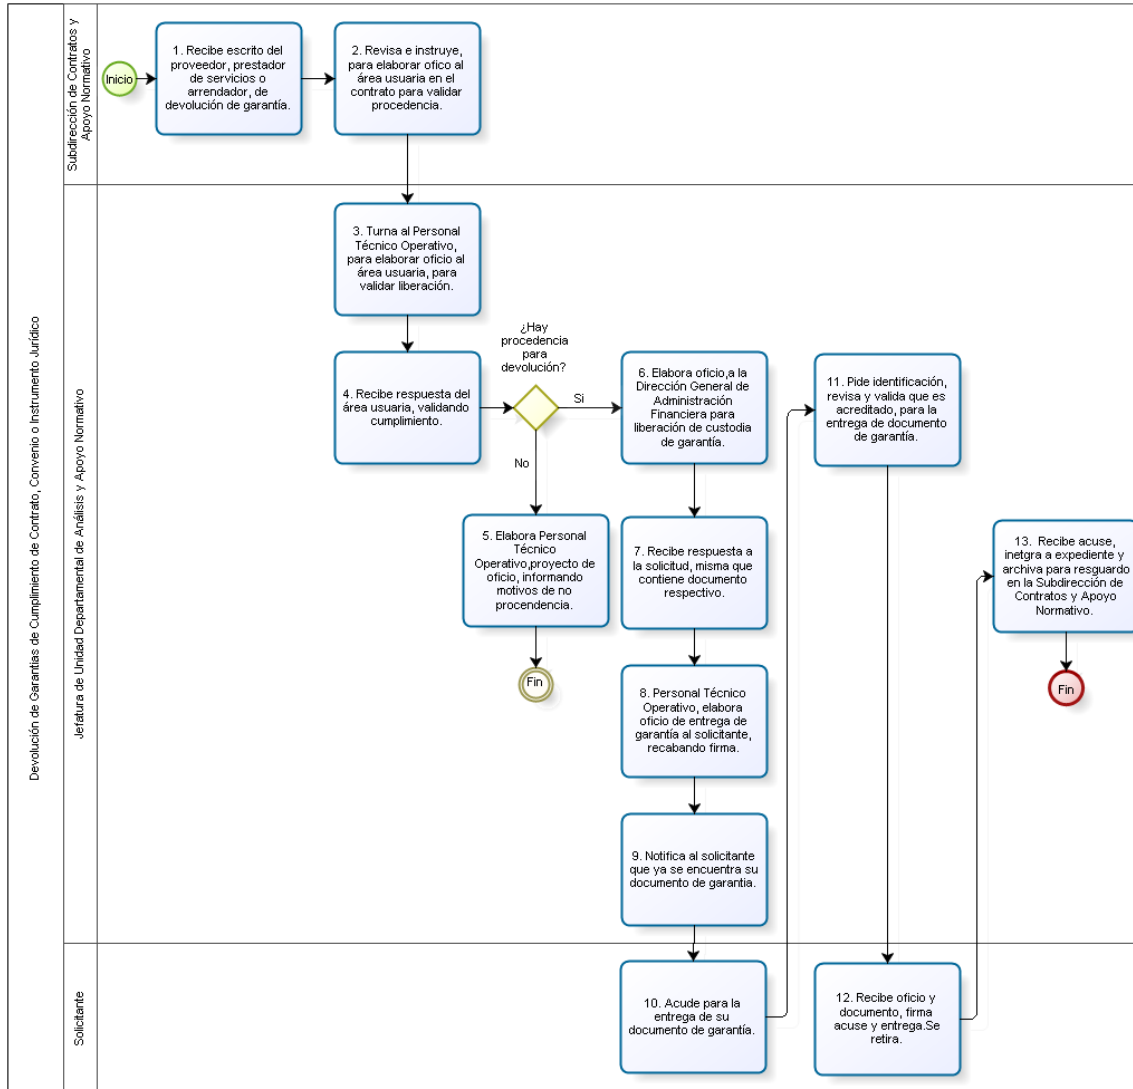 Devolución de Garantías de Cumplimiento de Contrato, Convenio o Instrumento Jurídico
Subdirección de Contratos y
Apoyo Normativo
Inicio
1. Recibe escrito del
proveedor, prestador
de servicios o
arrendador, de
devolución de garantía.
2. Revisa e instruye,
para elaborar ofico al
área usuaria en el
contrato para validar
procedencia.
Jefatura de Unidad Departamental de Análisis y Apoyo Normativo
3. Turna al Personal
Técnico Operativo,
para elaborar oficio al
área usuaria, para
validar liberación.
4. Recibe respuesta del
área usuaria, validando
cumplimiento.
¿Hay
procedencia
para
devolución?
Si
No
5. Elabora Personal
Técnico
Operativo,proyecto de
oficio, informando
motivos de no
procendencia.
Fin
6. Elabora oficio,a la
Dirección General de
Administración
Financiera para
liberación de custodia
de garantía.
7. Recibe respuesta a
la solicitud, misma que
contiene documento
respectivo.
8. Personal Técnico
Operativo, elabora
oficio de entrega de
garantía al solicitante,
recabando firma.
9. Notifica al solicitante
que ya se encuentra su
documento de garantia.
11. Pide identificación,
revisa y valida que es
acreditado, para la
entrega de documento
de garantía.
13. Recibe acuse,
inetgra a expediente y
archiva para resguardo
en la Subdirección de
Contratos y Apoyo
Normativo.
Fin
Solicitante
10. Acude para la
entrega de su
documento de garantía.
12. Recibe oficio y
documento, firma
acuse y entrega.Se
retira.